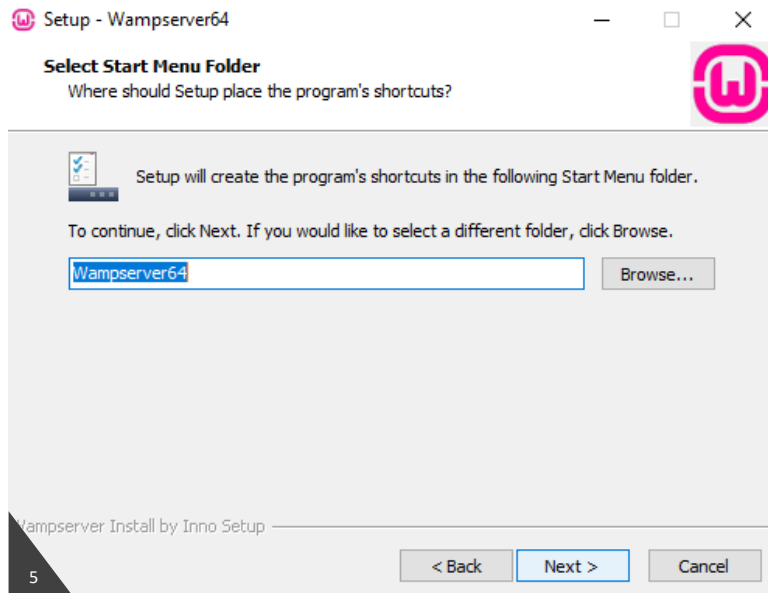 Setup - Wampserver64
Select Start Menu Folder
Where should Setup place the program's shortcuts?
Setup will create the program's shortcuts in the following Start Menu folder.
To continue, click Next. If you would like to select a different folder, click Browse.
Wampserver64
Browse...
Wampserver Install by Inno Setup
< Back
Next >
Cancel
5